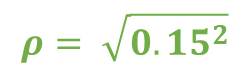 ρ = √0.15²